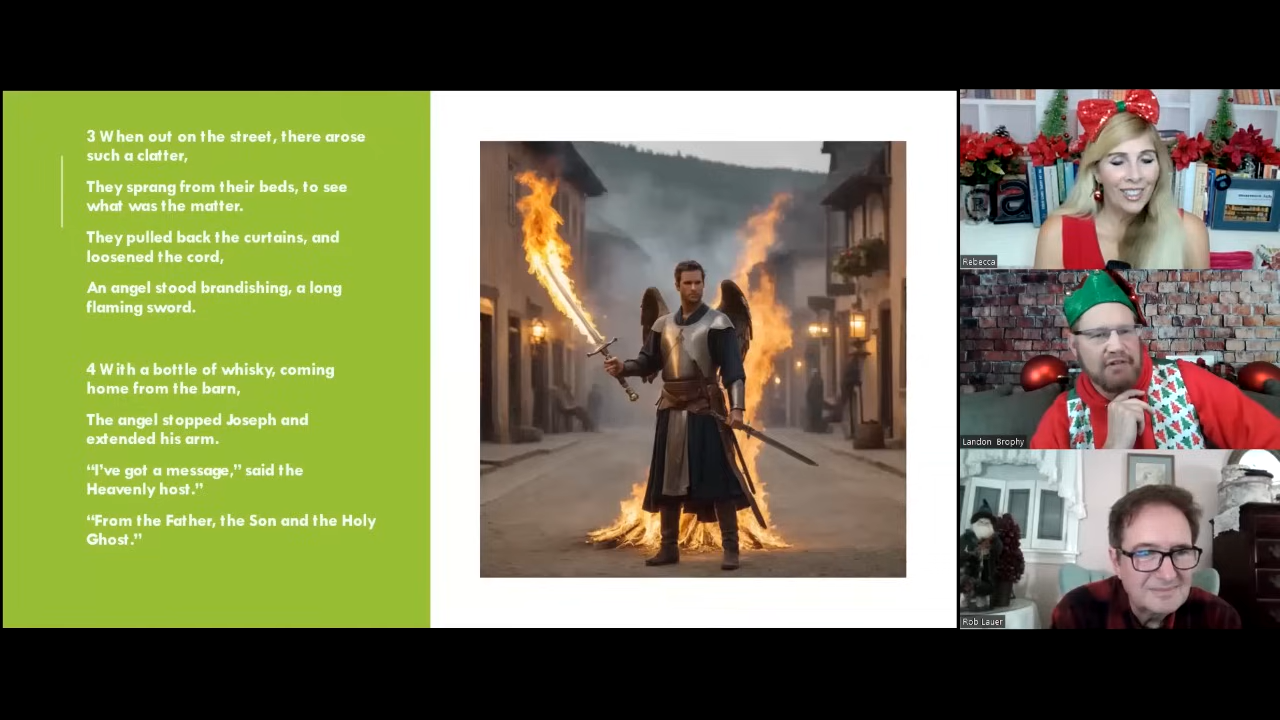 3 When out on the street, there arose
such a clatter,
They sprang from their beds, to see
what was the matter.
They pulled back the curtains, and
loosened the cord,
An angel stood brandishing, a long
flaming sword.
4 With a bottle of whisky, coming
home from the barn,
The angel stopped Joseph and
extended his arm.
“I’ve got a message,” said the
Heavenly host.”
“From the Father, the Son and the Holy
Ghost.”
Rebecca
Landon Brophy
Rob Lauer